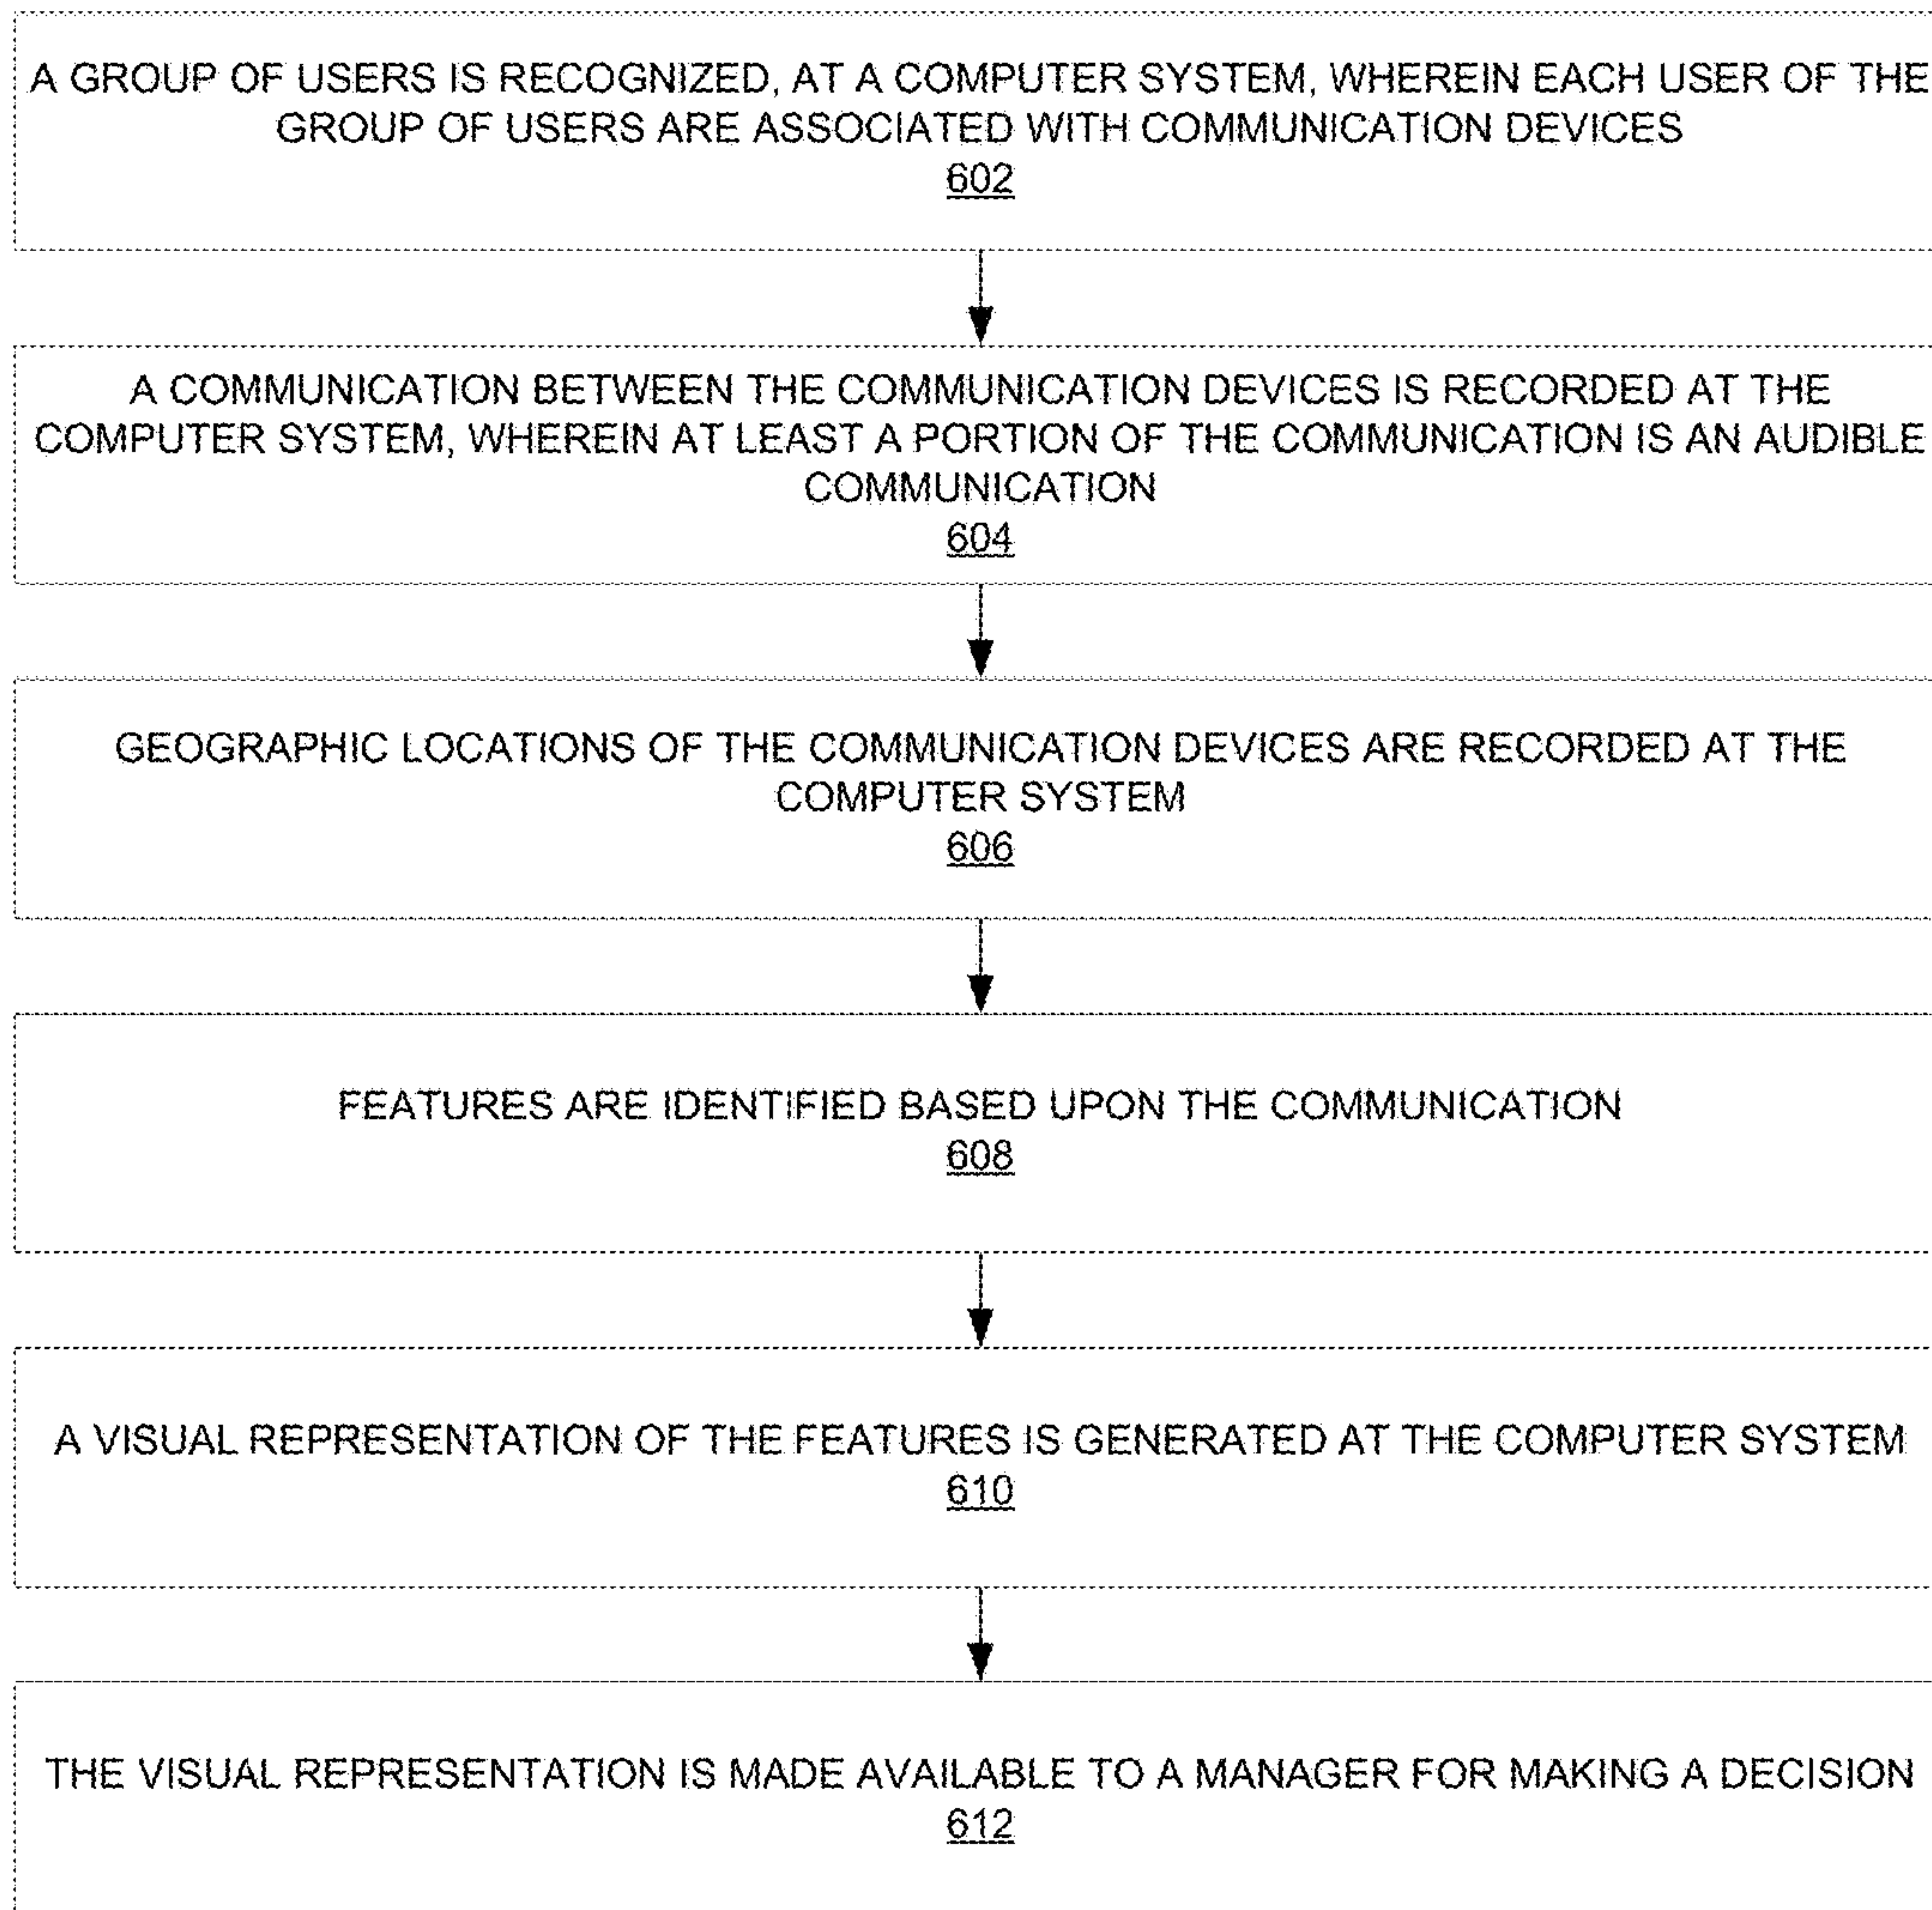 A GROUP OF USERS IS RECOGNIZED, AT A COMPUTER SYSTEM, WHEREIN EACH USER OF THE
GROUP OF USERS ARE ASSOCIATED WITH COMMUNICATION DEVICES
602
A COMMUNICATION BETWEEN THE COMMUNICATION DEVICES IS RECORDED AT THE
COMPUTER SYSTEM, WHEREIN AT LEAST A PORTION OF THE COMMUNICATION IS AN AUDIBLE
COMMUNICATION
604
GEOGRAPHIC LOCATIONS OF THE COMMUNICATION DEVICES ARE RECORDED AT THE
COMPUTER SYSTEM
606
FEATURES ARE IDENTIFIED BASED UPON THE COMMUNICATION
608
A VISUAL REPRESENTATION OF THE FEATURES IS GENERATED AT THE COMPUTER SYSTEM
610
THE VISUAL REPRESENTATION IS MADE AVAILABLE TO A MANAGER FOR MAKING A DECISION
612